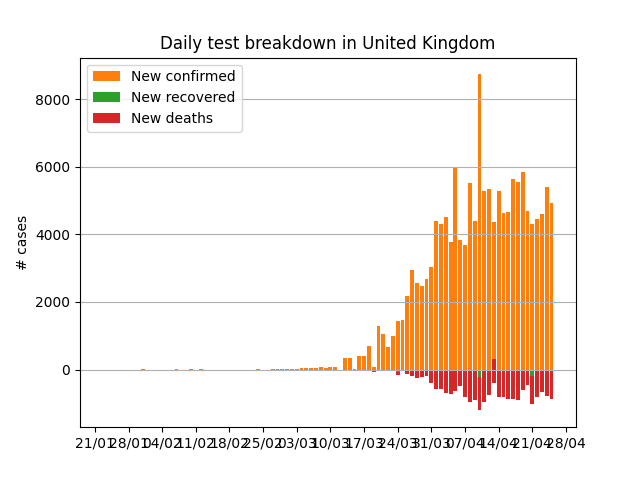 Daily test breakdown in United Kingdom
New confirmed
New recovered
New deaths
# cases
8000
6000
4000
2000
0
21/01 28/01 04/02 11/02 18/02 25/02 03/03 10/03 17/03 24/03 31/03 07/04 14/04 21/04 28/04